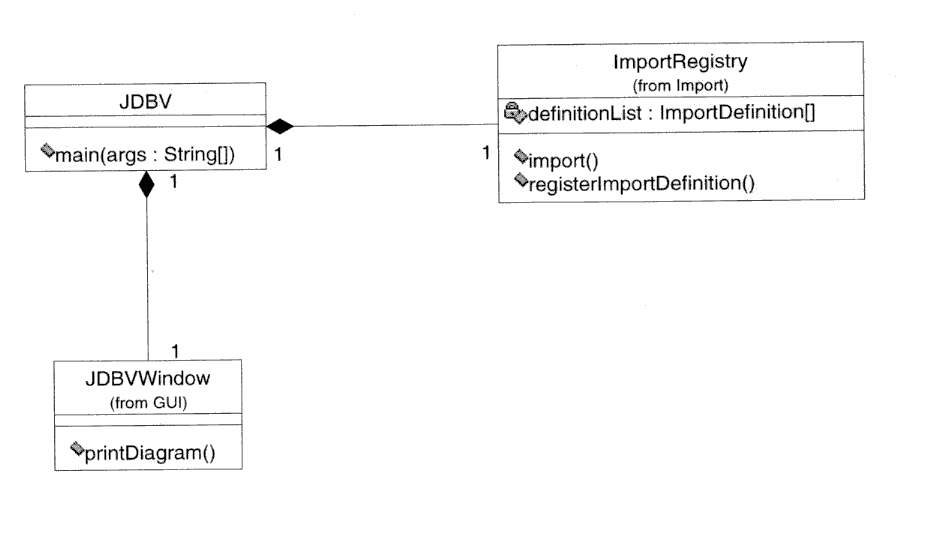 JDBV
main(args : String[])
1
1
1
1
ImportRegistry
(from Import)
definitionList : ImportDefinition[]
import()
registerImportDefinition()
JDBVWindow
(from GUI)
printDiagram()